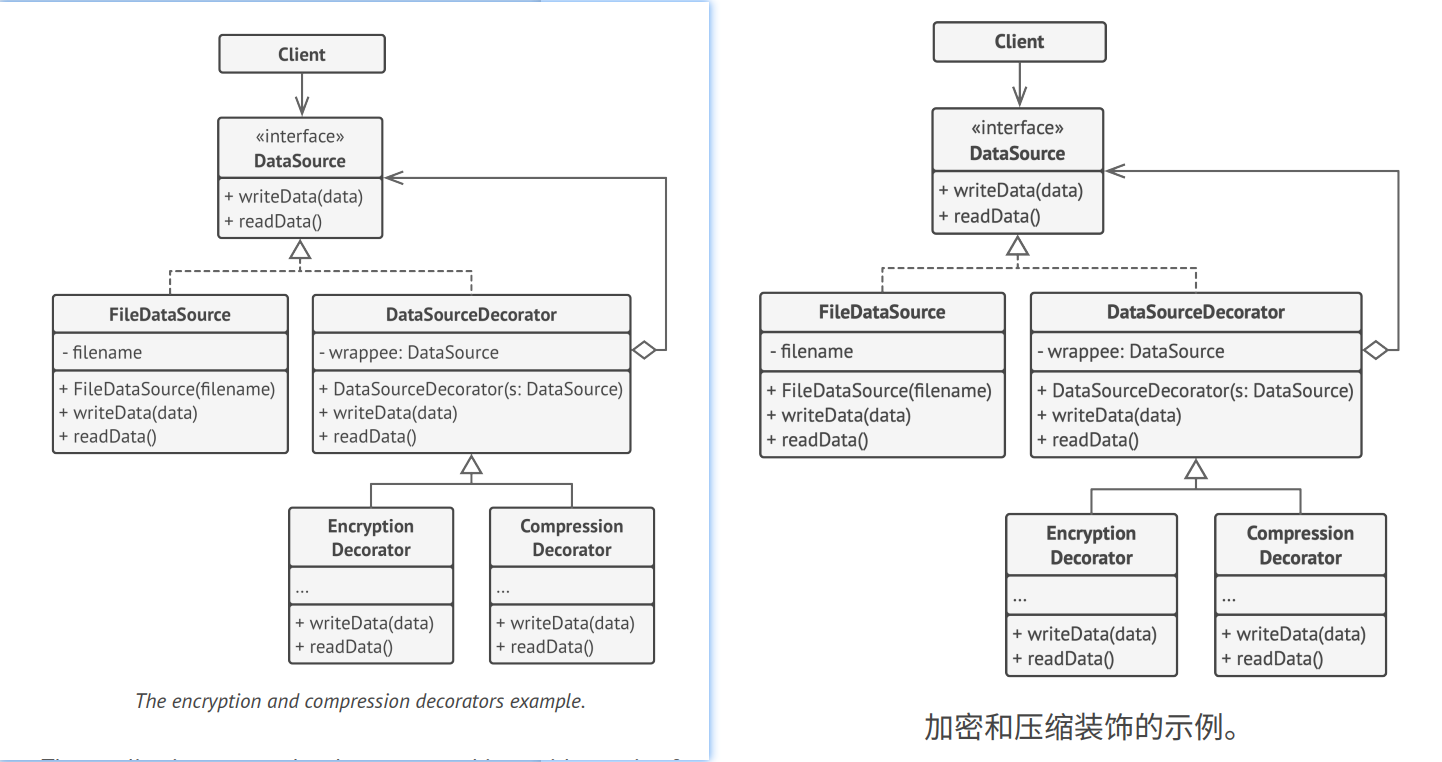 Client
«interface»
DataSource
+ writeData(data)
+ readData()
FileDataSource
- filename
+ FileDataSource(filename)
+ writeData(data)
+ readData()
DataSourceDecorator
- wrappee: DataSource
+ DataSourceDecorator(s: DataSource)
+ writeData(data)
+ readData()
Encryption
Decorator
...
+ writeData(data)
+ readData()
Compression
Decorator
...
+ writeData(data)
+ readData()
The encryption and compression decorators example.
Client
«interface»
DataSource
+ writeData(data)
+ readData()
FileDataSource
- filename
+ FileDataSource(filename)
+ writeData(data)
+ readData()
DataSourceDecorator
- wrappee: DataSource
+ DataSourceDecorator(s: DataSource)
+ writeData(data)
+ readData()
Encryption
Decorator
...
+ writeData(data)
+ readData()
Compression
Decorator
...
+ writeData(data)
+ readData()
加密和压缩装饰的示例。